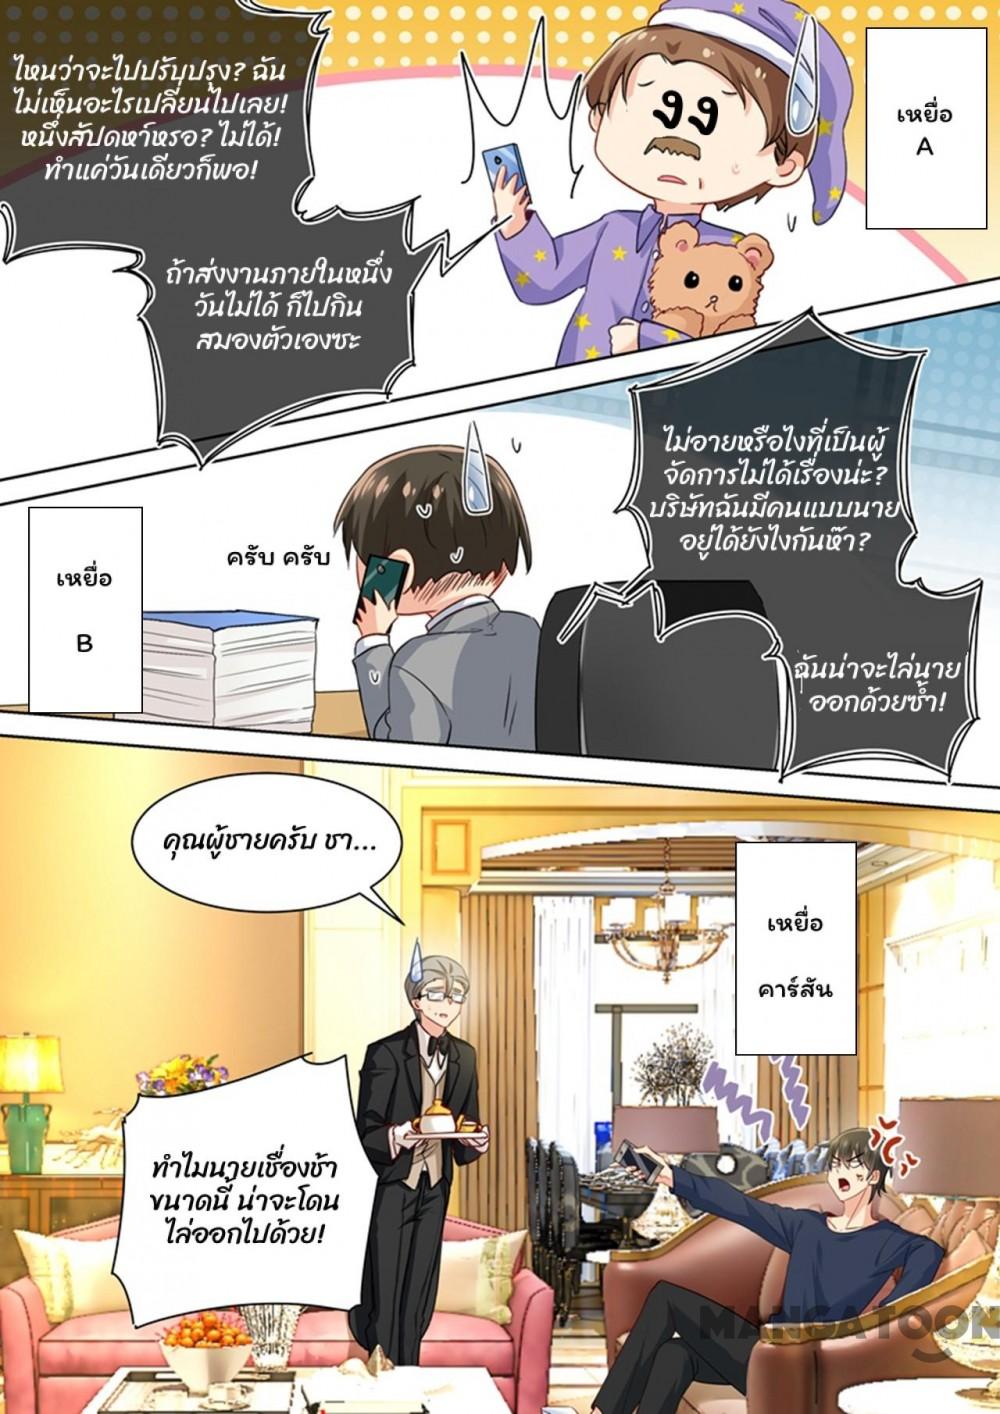 ไหนว่าจะไปปรับปรุง? ฉัน
ไม่เห็นอะไรเปลี่ยนไปเลย!
หนึ่งสัปดาห์หรอ? ไม่ได้!
ทำแค่วันเดียวก็พอ!
เหยื่อ
A
งง
ถ้าส่งงานภายในหนึ่ง
วันไม่ได้ ก็ไปกิน
สมองตัวเองซะ
ไม่อายหรือไงที่เป็นผู้
จัดการไม่ได้เรื่องน่ะ?
บริษัทฉันมีคนแบบนาย
อยู่ได้ยังไงกันห๊า?
เหยื่อ
B
ครับ ครับ
ฉันน่าจะไล่นาย
ออกด้วยซ้ำ!
คุณผู้ชายครับ ชา...
เหยื่อ
คาร์สัน
ทำไมนายเชื่องช้า
ขนาดนี้ น่าจะโดน
ไล่ออกไปด้วย!
MANGATOON